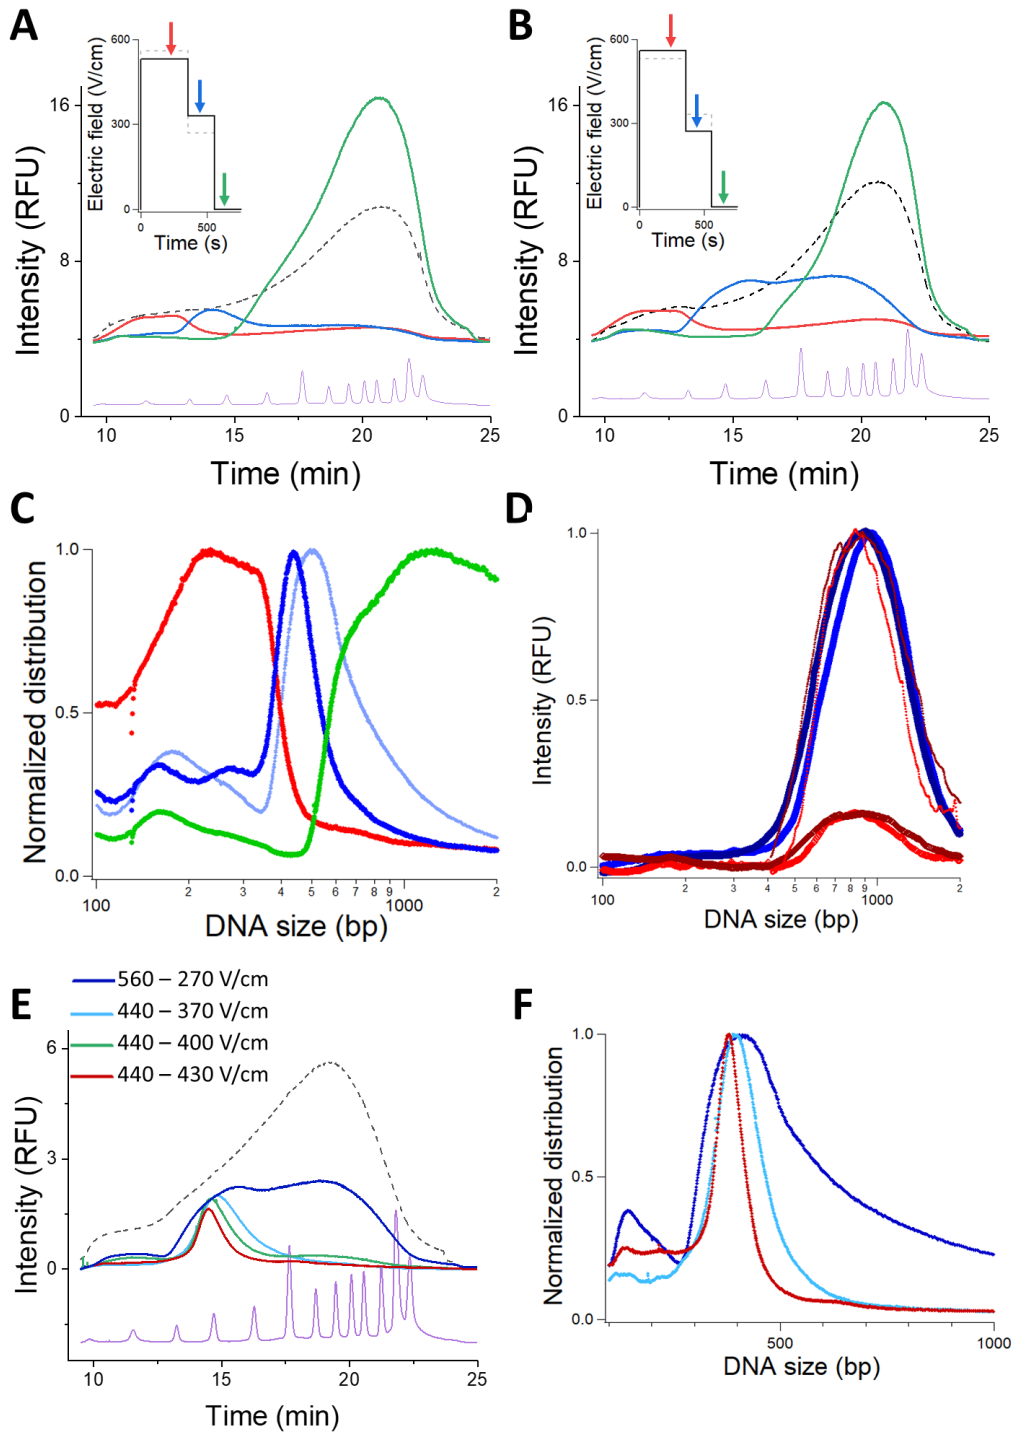 A
Electric field (V/cm)
600
300
0
0
500
Time (s)
Intensity (RFU)
16
8
0
10
15
20
25
Time (min)
B
Electric field (V/cm)
600
300
0
0
500
Time (s)
Intensity (RFU)
16
8
0
10
15
20
25
Time (min)
C
Normalized distribution
1.0
0.5
0.0
100
2
3
4
5
6
7
8
9
1000
2
DNA size (bp)
D
Intensity (RFU)
1.0
0.5
0.0
100
2
3
4
5
6
7
8
9
1000
2
DNA size (bp)
E
560 – 270 V/cm
440 – 370 V/cm
440 – 400 V/cm
440 – 430 V/cm
Intensity (RFU)
6
3
0
10
15
20
25
Time (min)
F
Normalized distribution
1.0
0.5
0.0
500
1000
DNA size (bp)